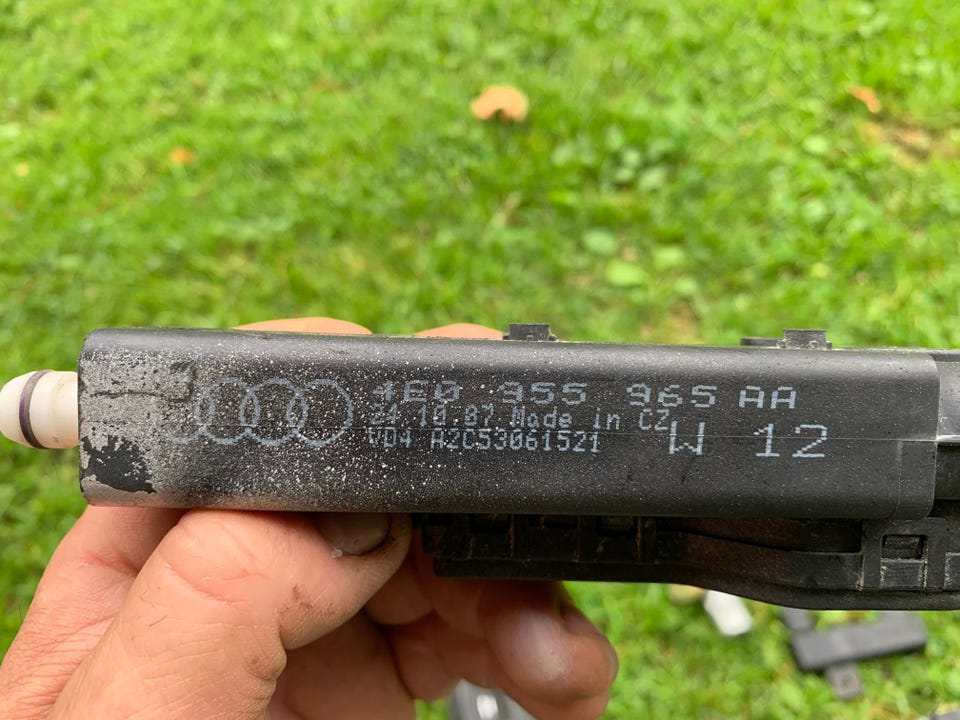 4E0 955 965 AA
24.10.07 Made in CZ
VD4 A2C53061521
W 12